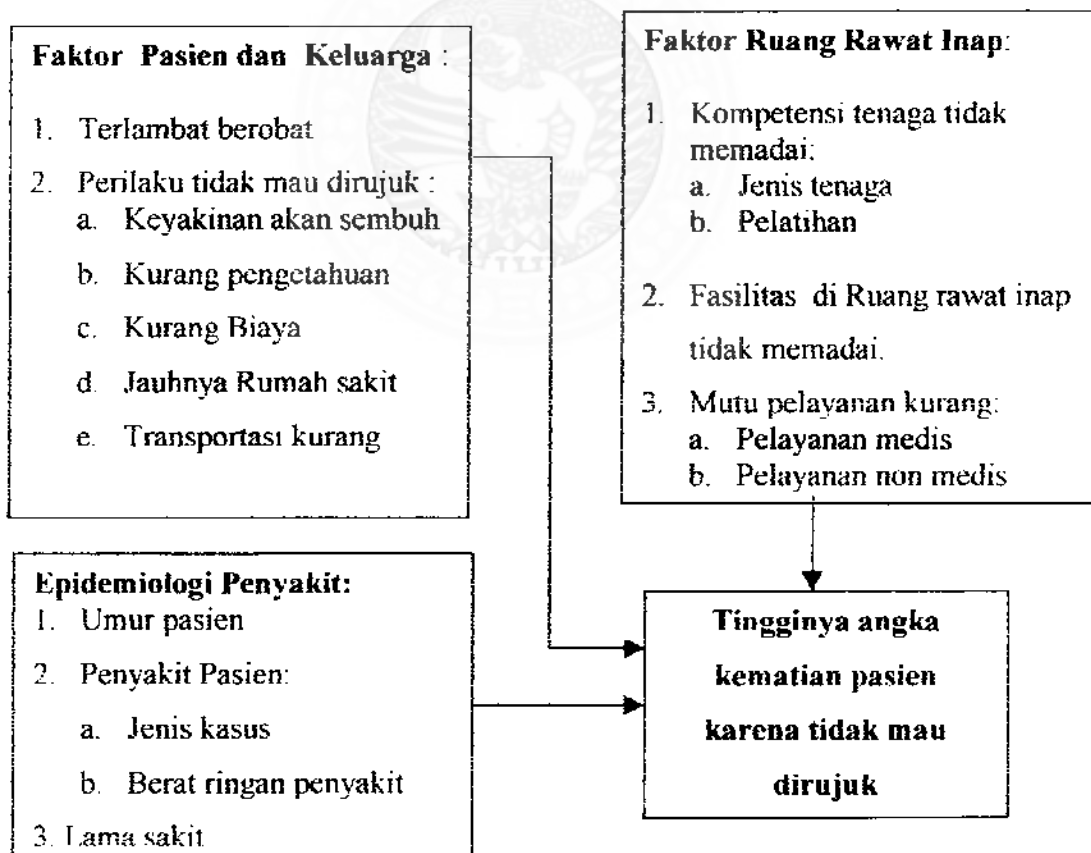 Faktor Pasien dan Keluarga :
1. Terlambat berobat
2. Perilaku tidak mau dirujuk :
a. Keyakinan akan sembuh
b. Kurang pengetahuan
c. Kurang Biaya
d. Jauhnya Rumah sakit
e. Transportasi kurang
Faktor Ruang Rawat Inap:
1. Kompetensi tenaga tidak
memadai:
a. Jenis tenaga
b. Pelatihan
2. Fasilitas di Ruang rawat inap
tidak memadai.
3. Mutu pelayanan kurang:
a. Pelayanan medis
b. Pelayanan non medis
Epidemiologi Penyakit:
1. Umur pasien
2. Penyakit Pasien:
a. Jenis kasus
b. Berat ringan penyakit
3. Lama sakit
Tingginya angka
kematian pasien
karena tidak mau
dirujuk